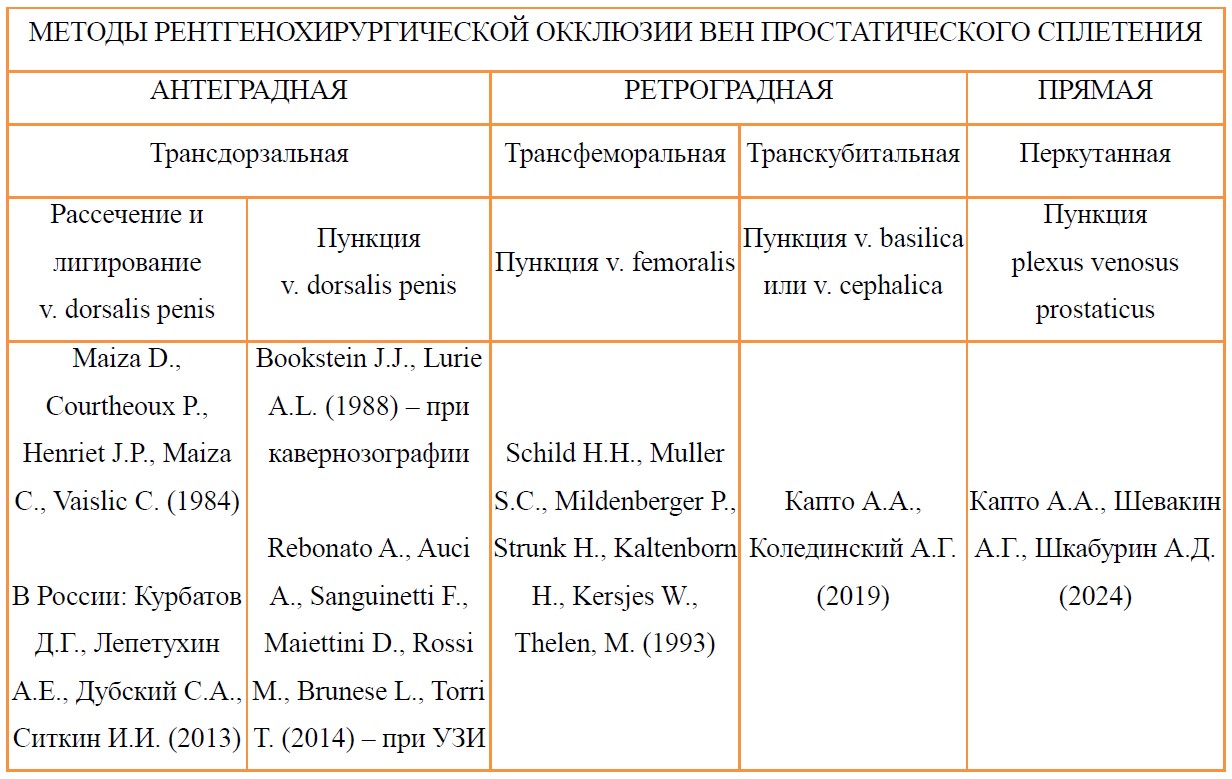 МЕТОДЫ РЕНТГЕНОХИРУРГИЧЕСКОЙ ОККЛЮЗИИ ВЕН ПРОСТАТИЧЕСКОГО СПЛЕТЕНИЯ
АНТЕГРАДНАЯ
РЕТРОГРАДНАЯ
ПРЯМАЯ
Трансдорзальная
Трансфеморальная
Транскубитальная
Перкутанная
Рассечение и
лигирование
v. dorsalis penis
Пункция
v. dorsalis penis
Пункция v. femoralis
Пункция v. basilica
или v. cephalica
Пункция
plexus venosus
prostaticus
Maiza D.,
Courtheoux P.,
Henriet J.P., Maiza
C., Vaislic C. (1984)
В России: Курбатов
Д.Г., Лепетухин
А.Е., Дубский С.А.,
Ситкин И.И. (2013)
Bookstein J.J., Lurie
A.L. (1988) – при
кавернозографии
Rebonato A., Auci
A., Sanguinetti F.,
Maiettini D., Rossi
M., Brunese L., Torri
T. (2014) – при УЗИ
Schild H.H., Muller
S.C., Mildenberger P.,
Strunk H., Kaltenborn
H., Kersjes W.,
Thelen, M. (1993)
Капто А.А.,
Колединский А.Г.
(2019)
Капто А.А., Шевакин
А.Г., Шкабурин А.Д.
(2024)